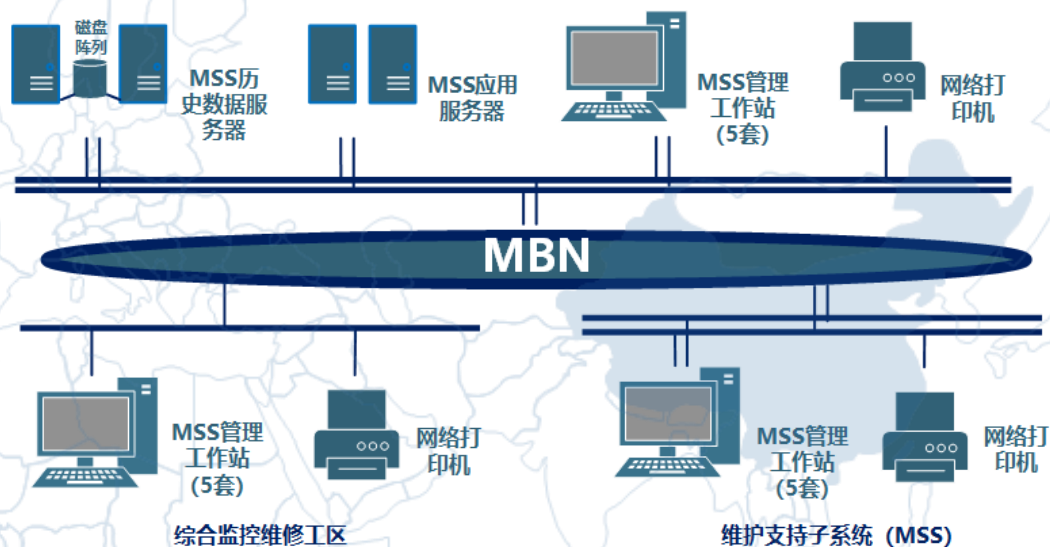 磁盘
阵列
MSS历
史数据服
务器
MSS应用
服务器
MSS管理
工作站
(5套)
网络打
印机
MBN
MSS管理
工作站
(5套)
网络打
印机
MSS管理
工作站
(5套)
网络打
印机
综合监控维修工区
维护支持子系统（MSS）